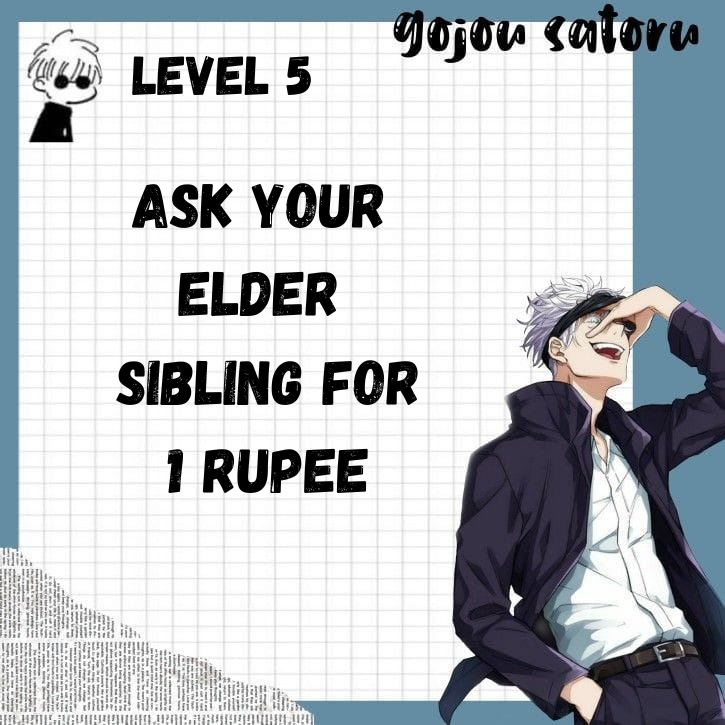 gojou satoru
LEVEL 5
ASK YOUR
ELDER
SIBLING FOR
1 RUPEE